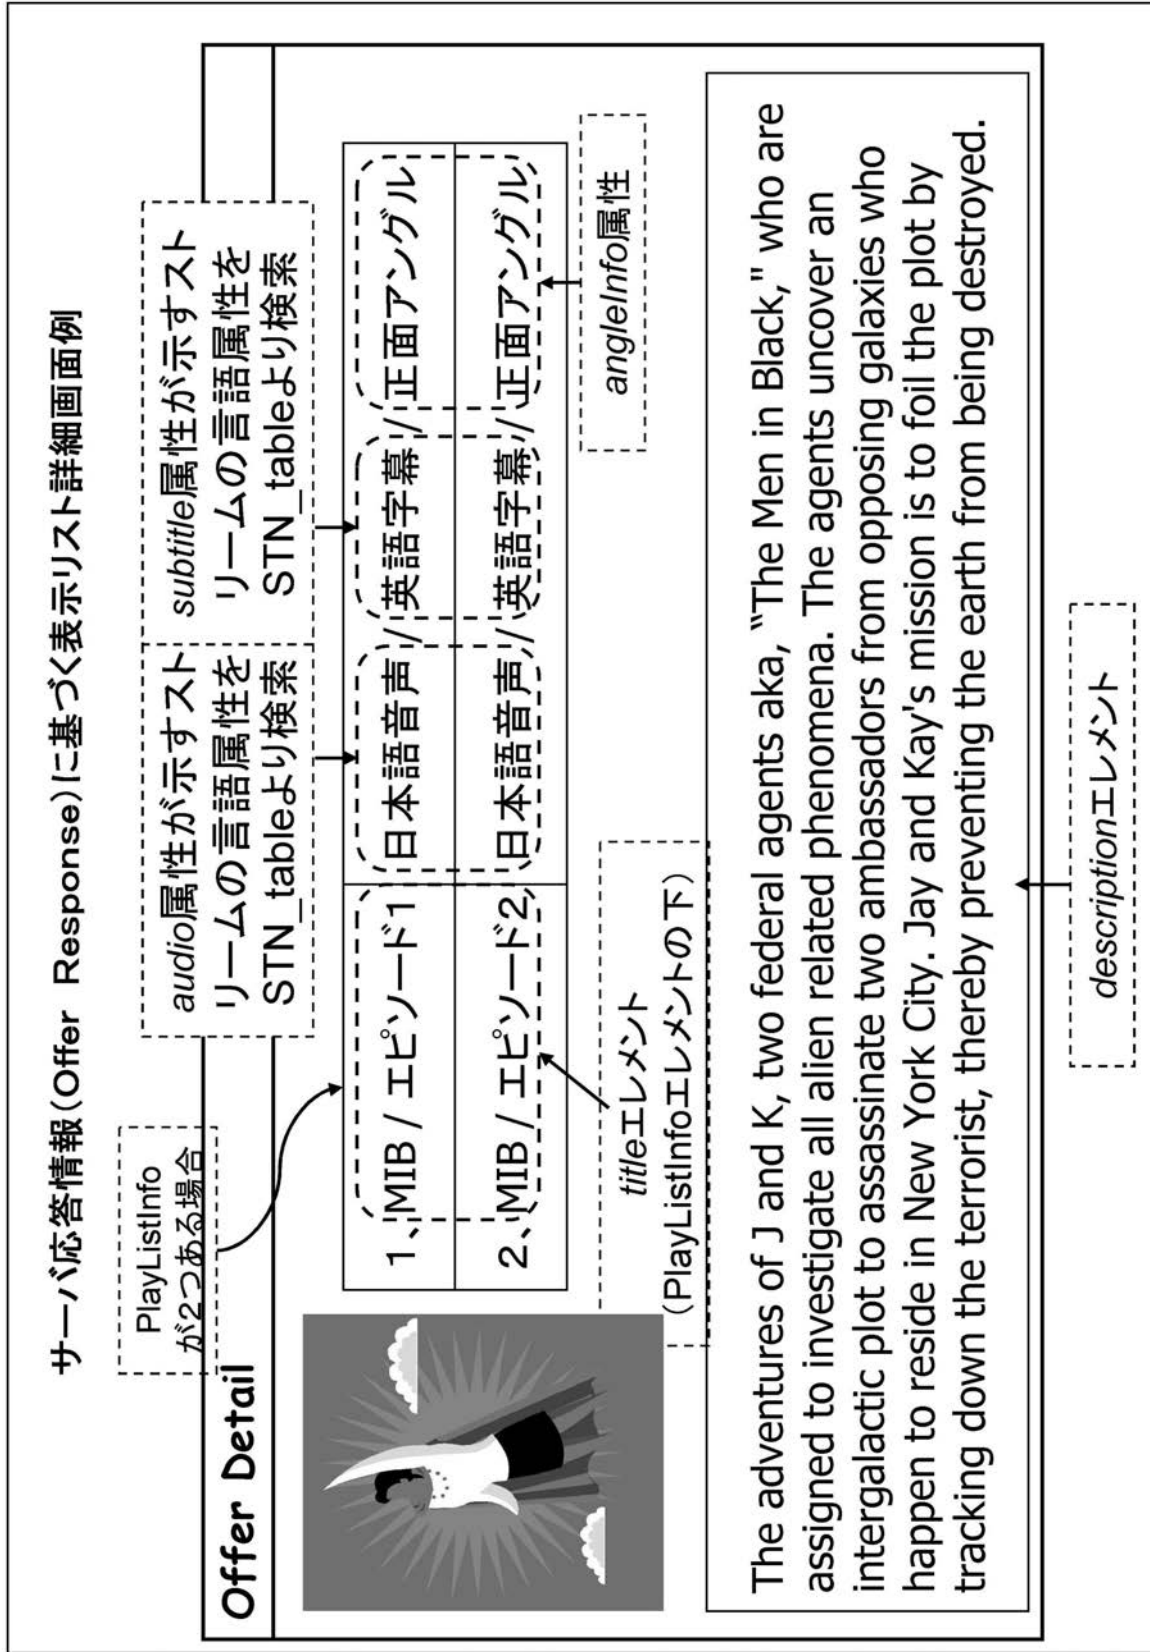 サーバ応答情報(Offer Response)に基づく表示リスト詳細画面例
PlayListInfo
が2つある場合
audio属性が示すスト
リームの言語属性を
STN_tableより検索
subtitle属性が示すスト
リームの言語属性を
STN_tableより検索
Offer Detail
1、MIB / エピソード1 日本語音声 / 英語字幕 / 正面アングル
2、MIB / エピソード2 日本語音声 / 英語字幕 / 正面アングル
titleエレメント
(PlayListInfoエレメントの下)
angleInfo属性
The adventures of J and K, two federal agents aka, “The Men in Black," who are
assigned to investigate all alien related phenomena. The agents uncover an
intergalactic plot to assassinate two ambassadors from opposing galaxies who
happen to reside in New York City. Jay and Kay's mission is to foil the plot by
tracking down the terrorist, thereby preventing the earth from being destroyed.
descriptionエレメント